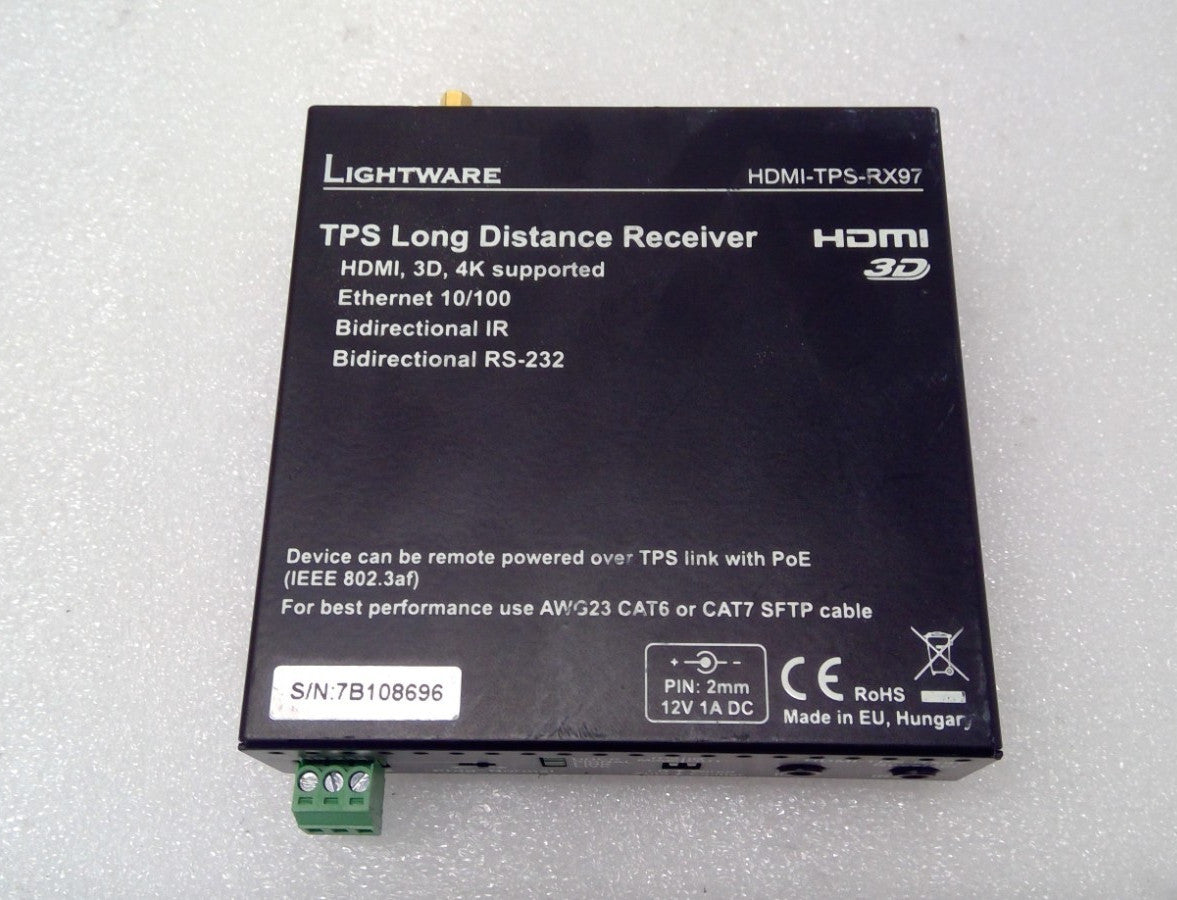 LIGHTWARE
HDMI-TPS-RX97
TPS Long Distance Receiver
HDMI
3D
HDMI, 3D, 4K supported
Ethernet 10/100
Bidirectional IR
Bidirectional RS-232
Device can be remote powered over TPS link with PoE
(IEEE 802.3af)
For best performance use AWG23 CAT6 or CAT7 SFTP cable
S/N:7B108696
+ -
PIN: 2mm
12V 1A DC
CE RoHS
Made in EU, Hungary